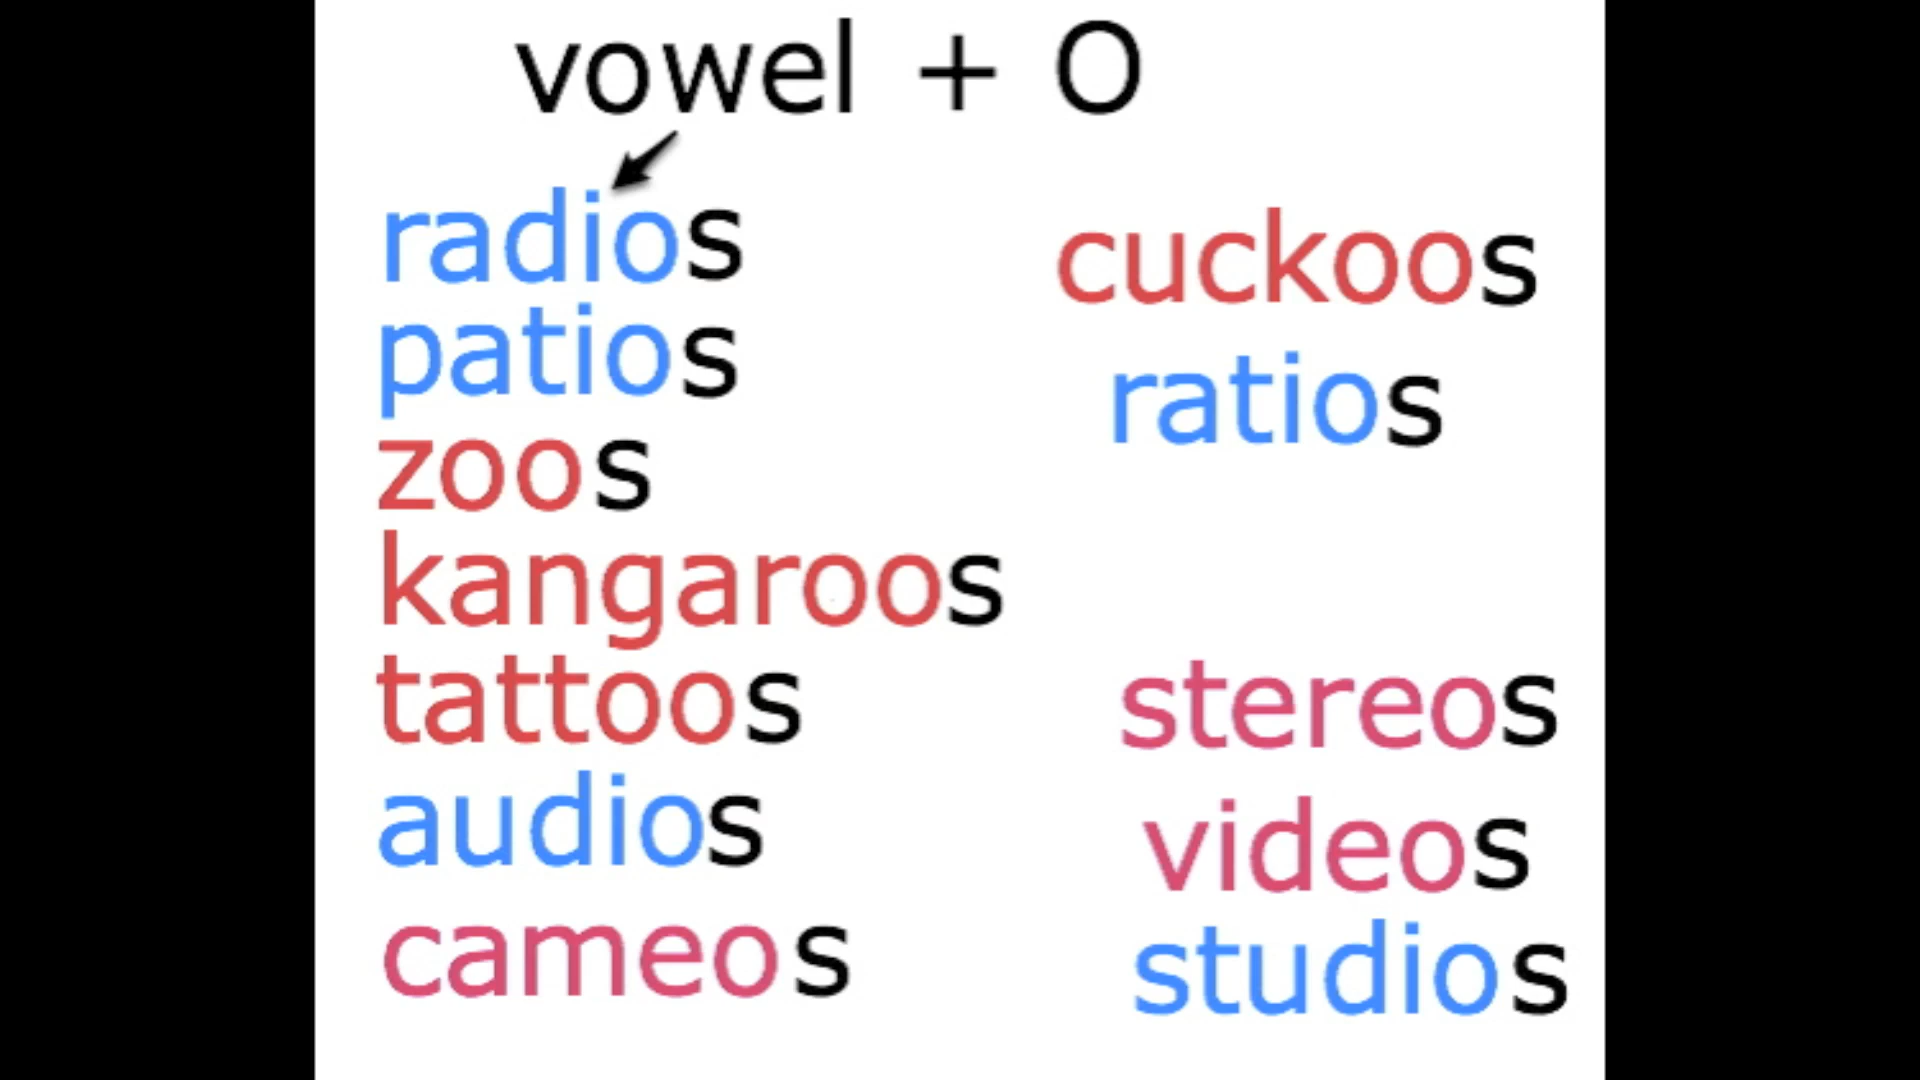 vowel + O
radios
patios
zoos
kangaroos
tattoos
audios
cameos
cuckoos
ratios
stereos
videos
studios